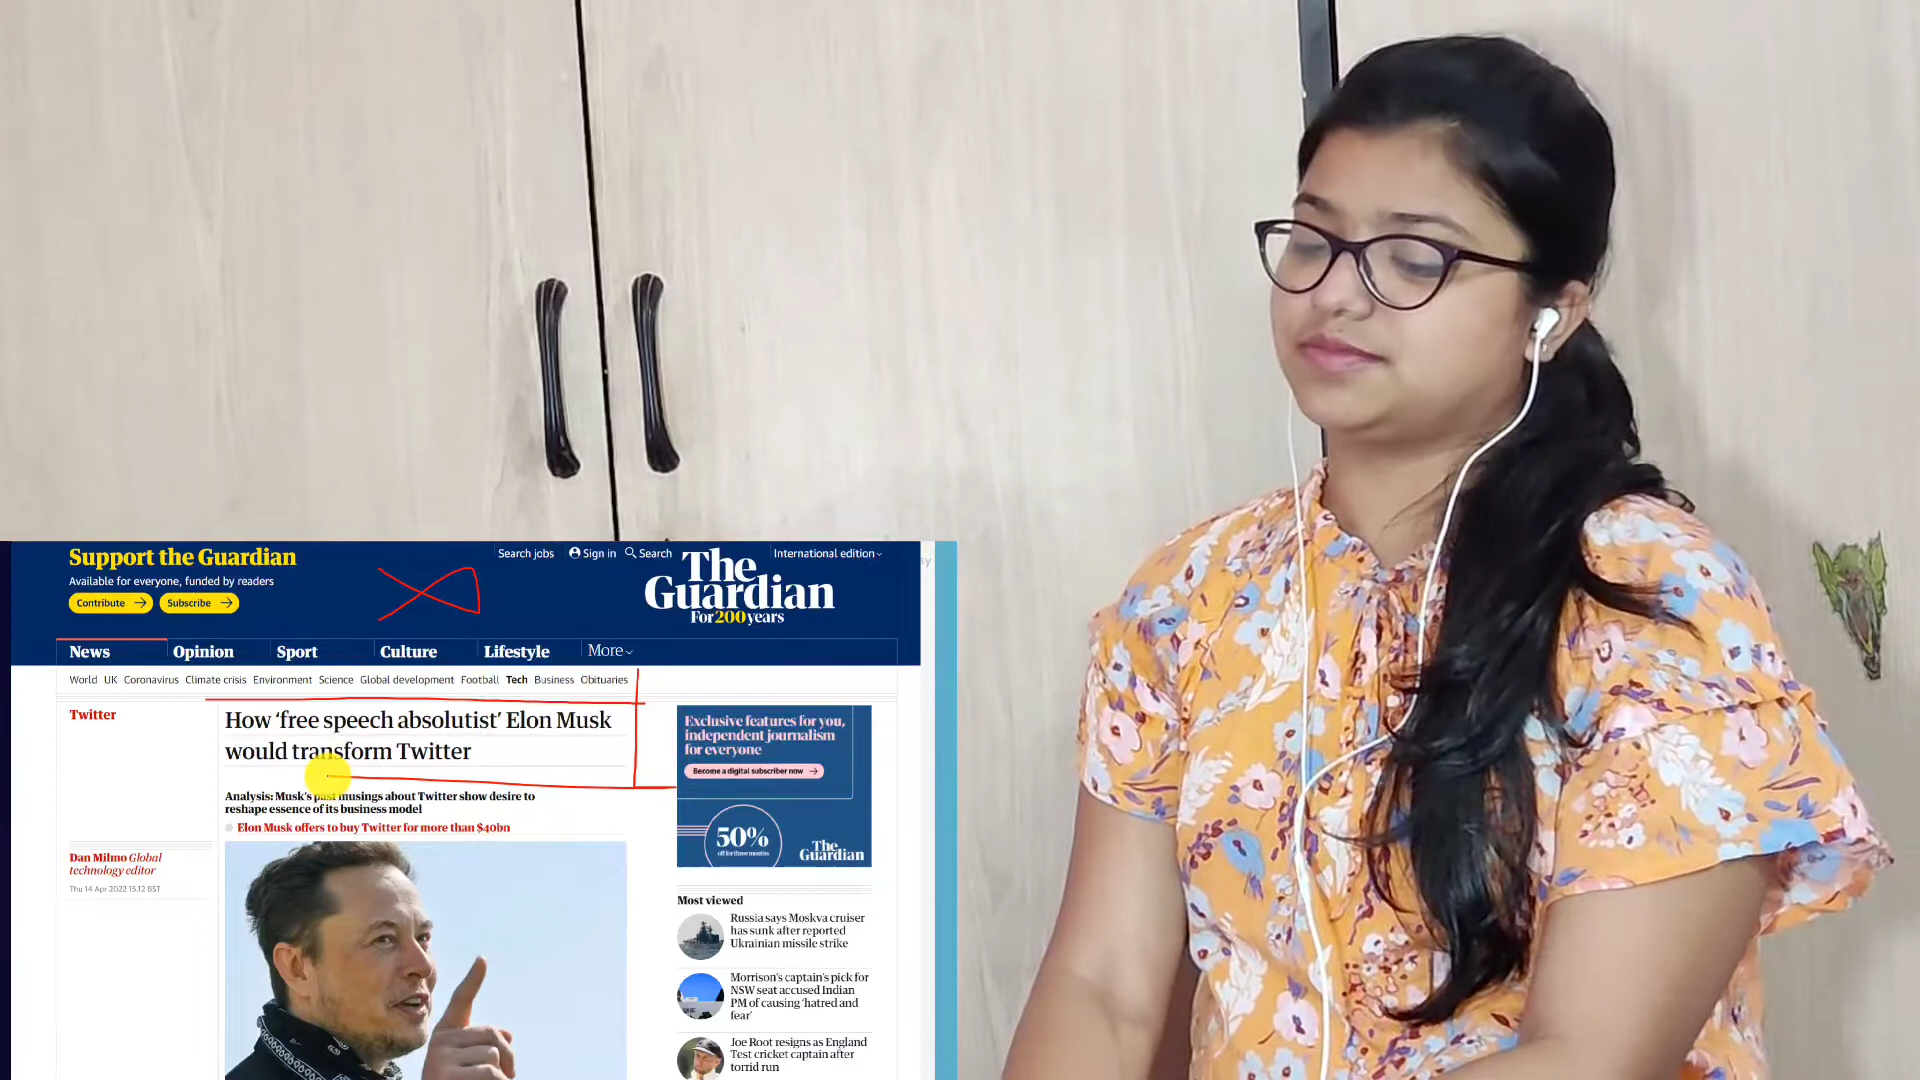 Support the Guardian
Available for everyone, funded by readers
Contribute
Subscribe
Search jobs
Sign in
Search
International edition
The
Guardian
For 200 years
News
Opinion
Sport
Culture
Lifestyle
More
World UK Coronavirus Climate crisis Environment Science Global development Football Tech Business Obituaries
Twitter
How ‘free speech absolutist’ Elon Musk
would transform Twitter
Analysis: Musk’s past musings about Twitter show desire to
reshape essence of its business model
Elon Musk offers to buy Twitter for more than $40bn
Dan Milmo Global
technology editor
Thu 14 Apr 2022 15.12 BST
Exclusive features for you,
independent journalism
for everyone
Become a digital subscriber now
50%
off for three months
The
Guardian
Most viewed
Russia says Moskva cruiser
has sunk after reported
Ukrainian missile strike
Morrison’s captain’s pick for
NSW seat accused Indian
PM of causing ‘hatred and
fear’
Joe Root resigns as England
Test cricket captain after
torrid run